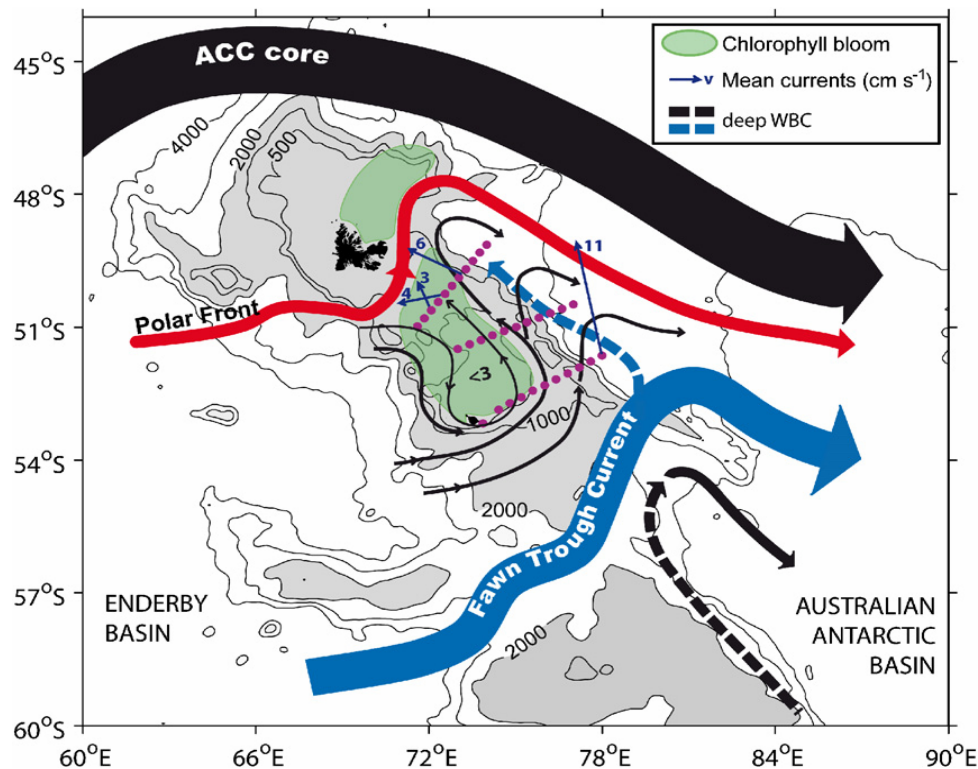 ACC core
Chlorophyll bloom
v Mean currents (cm s⁻¹)
deep WBC
45°S
48°S
51°S
54°S
57°S
60°S
4000
2000
500
6
11
3
4
Polar Front
<3
1000
2000
Fawn Trough Current
ENDERBY
BASIN
2000
AUSTRALIAN
ANTARCTIC
BASIN
60°E
66°E
72°E
78°E
84°E
90°E